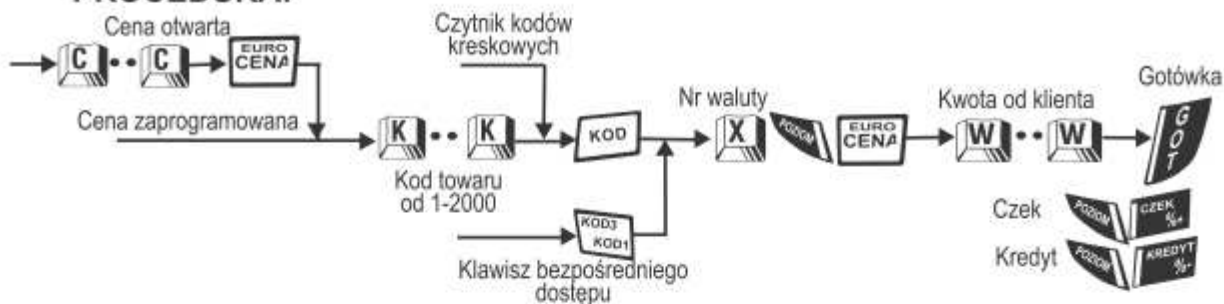 Cena otwarta
C •• C EURO CENA
Cena zaprogramowana
Czytnik kodów
kreskowych
K •• K KOD
Kod towaru
od 1-2000
KOD3
KOD1
Klawisz bezpośredniego
dostępu
Nr waluty
X POZIOM EURO CENA
Kwota od klienta
W •• W
Gotówka
GOT
Czek POZIOM CZEK %+
Kredyt POZIOM KREDYT %-